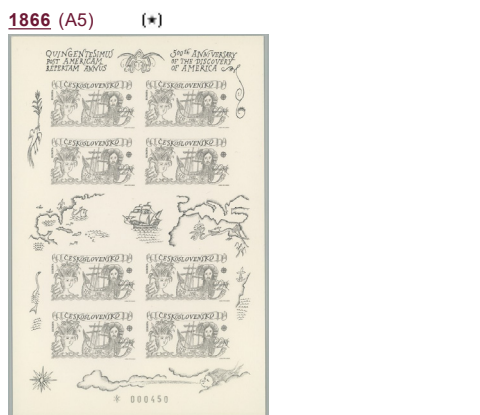 1866 (A5) (★)
QUINGENTESIMUS
POST AMERICAM
REPERTAM ANNUS
500TH ANNIVERSARY
OF THE DISCOVERY
OF AMERICA
ČESKOSLOVENSKO ČESKOSLOVENSKO
ČESKOSLOVENSKO ČESKOSLOVENSKO
ČESKOSLOVENSKO ČESKOSLOVENSKO
ČESKOSLOVENSKO ČESKOSLOVENSKO
* 000450